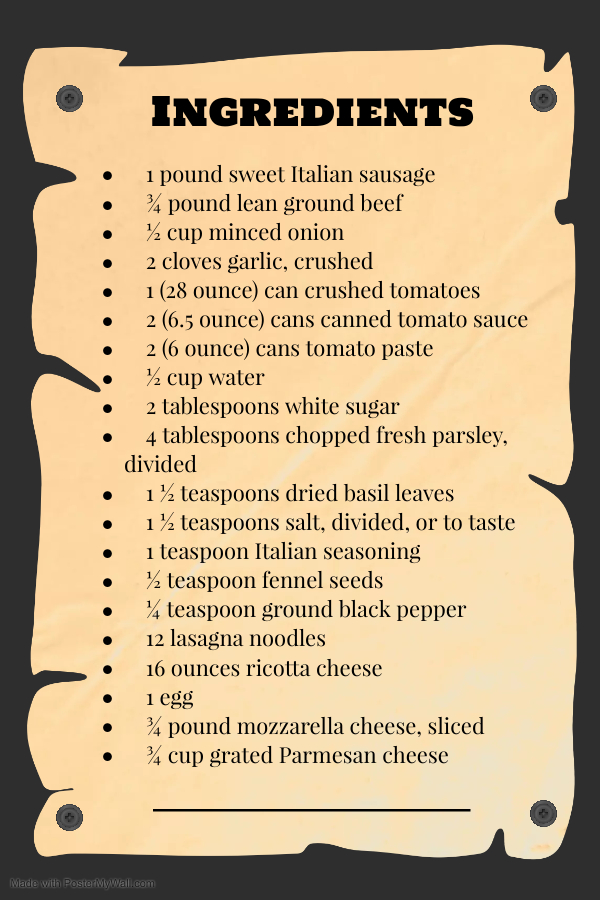 Ingredients
• 1 pound sweet Italian sausage
• ¾ pound lean ground beef
• ½ cup minced onion
• 2 cloves garlic, crushed
• 1 (28 ounce) can crushed tomatoes
• 2 (6.5 ounce) cans canned tomato sauce
• 2 (6 ounce) cans tomato paste
• ½ cup water
• 2 tablespoons white sugar
• 4 tablespoons chopped fresh parsley,
divided
• 1 ½ teaspoons dried basil leaves
• 1 ½ teaspoons salt, divided, or to taste
• 1 teaspoon Italian seasoning
• ½ teaspoon fennel seeds
• ¼ teaspoon ground black pepper
• 12 lasagna noodles
• 16 ounces ricotta cheese
• 1 egg
• ¾ pound mozzarella cheese, sliced
• ¾ cup grated Parmesan cheese
Made with PosterMyWall.com